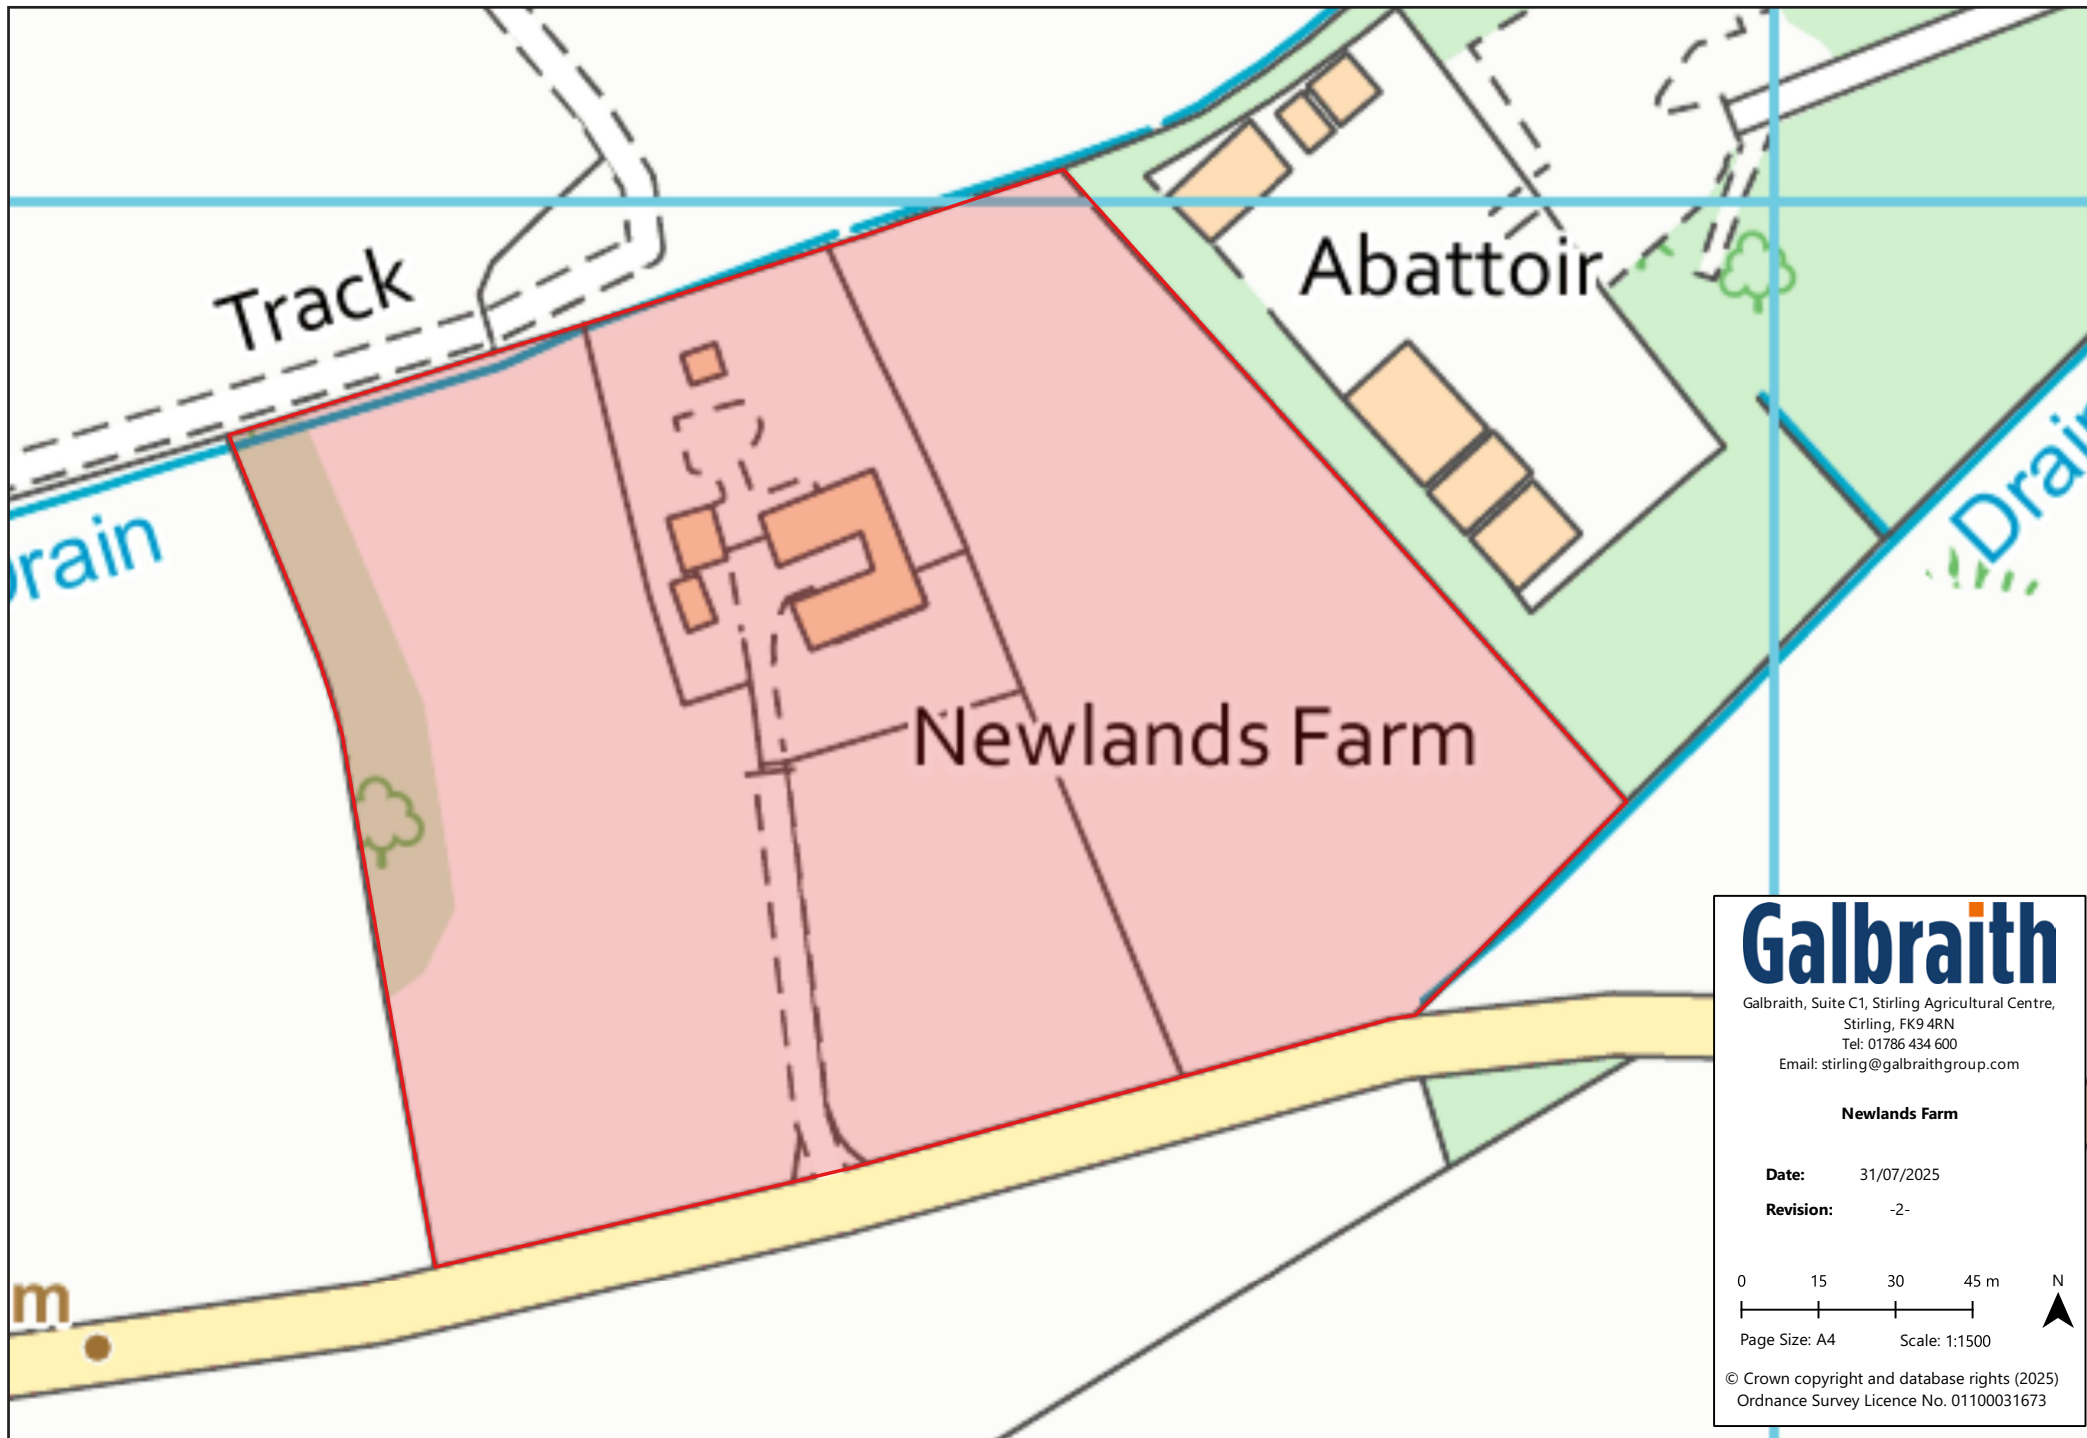 Track
Abattoir
Drain
Newlands Farm
m
Galbraith
Galbraith, Suite C1, Stirling Agricultural Centre,
Stirling, FK9 4RN
Tel: 01786 434 600
Email: stirling@galbraithgroup.com
Newlands Farm
Date: 31/07/2025
Revision: -2-
0 15 30 45 m N
Page Size: A4 Scale: 1:1500
© Crown copyright and database rights (2025)
Ordnance Survey Licence No. 01100031673